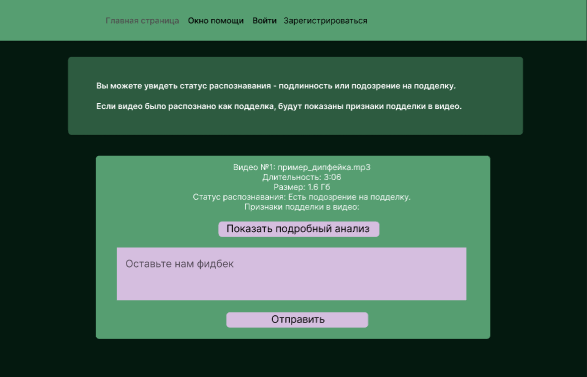 Главная страница Окно помощи Войти Зарегистрироваться
Вы можете увидеть статус распознавания - подлинность или подозрение на подделку.
Если видео было распознано как подделка, будут показаны признаки подделки в видео.
Видео №1: пример_дипфейка.mp3
Длительность: 3:06
Размер: 1.6 Гб
Статус распознавания: Есть подозрение на подделку.
Признаки подделки в видео:
Показать подробный анализ
Оставьте нам фидбек
Отправить